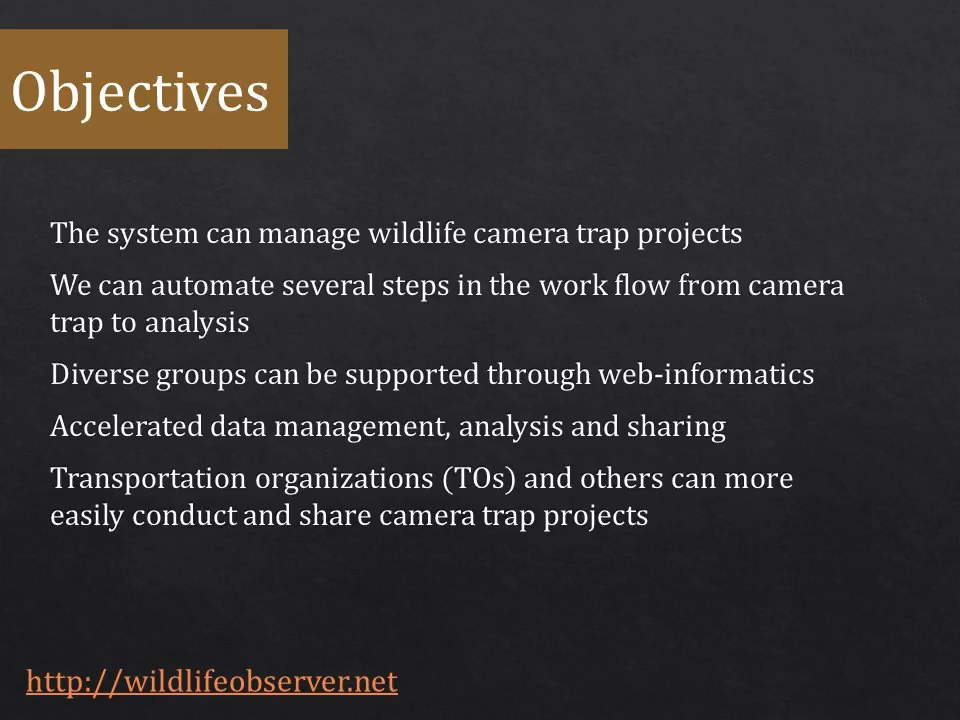 Objectives
The system can manage wildlife camera trap projects
We can automate several steps in the work flow from camera
trap to analysis
Diverse groups can be supported through web-informatics
Accelerated data management, analysis and sharing
Transportation organizations (TOs) and others can more
easily conduct and share camera trap projects
http://wildlifeobserver.net